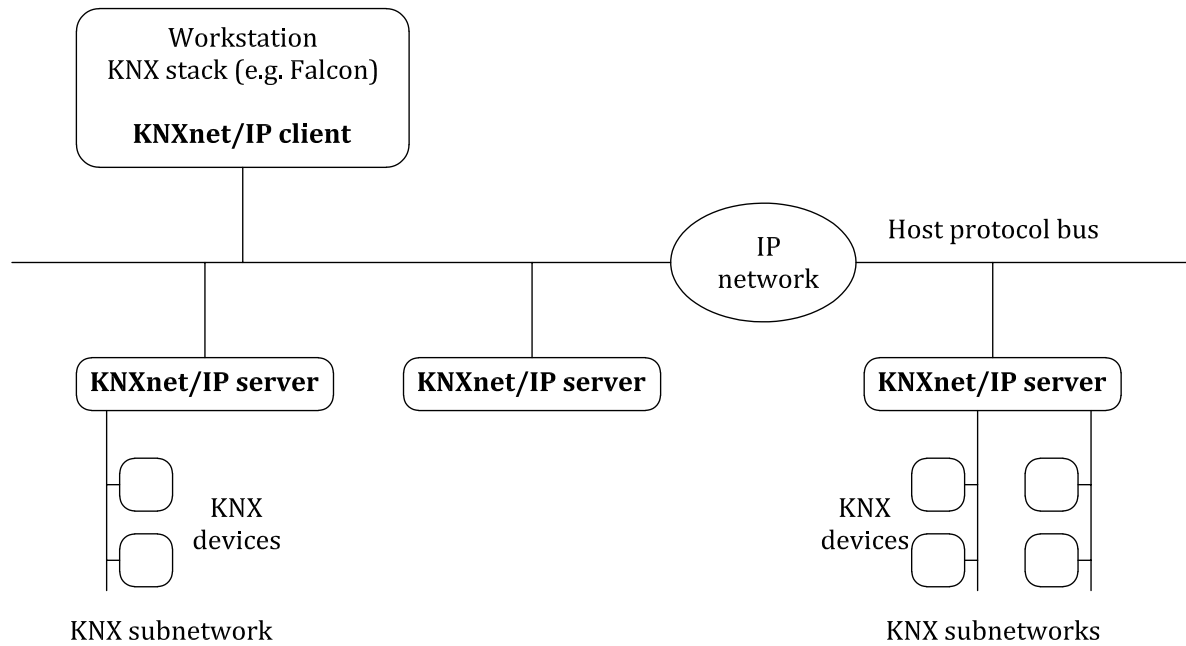 Workstation
KNX stack (e.g. Falcon)
KNXnet/IP client
IP
network
Host protocol bus
KNXnet/IP server
KNXnet/IP server
KNXnet/IP server
KNX
devices
KNX
devices
KNX subnetwork
KNX subnetworks